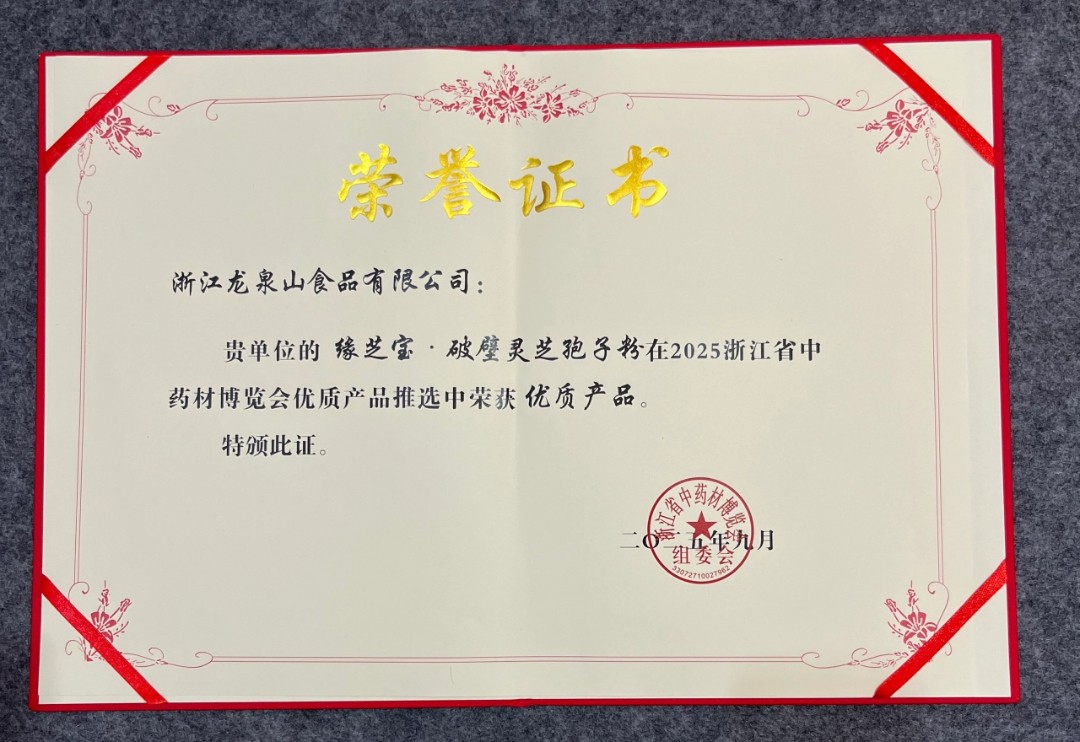 荣誉证书
浙江龙泉山食品有限公司：
贵单位的 缘芝宝·破壁灵芝孢子粉在2025浙江省中
药材博览会优质产品推选中荣获 优质产品。
特颁此证。
浙江省中药材博览会
二〇二五年九月
组委会
33072710027962